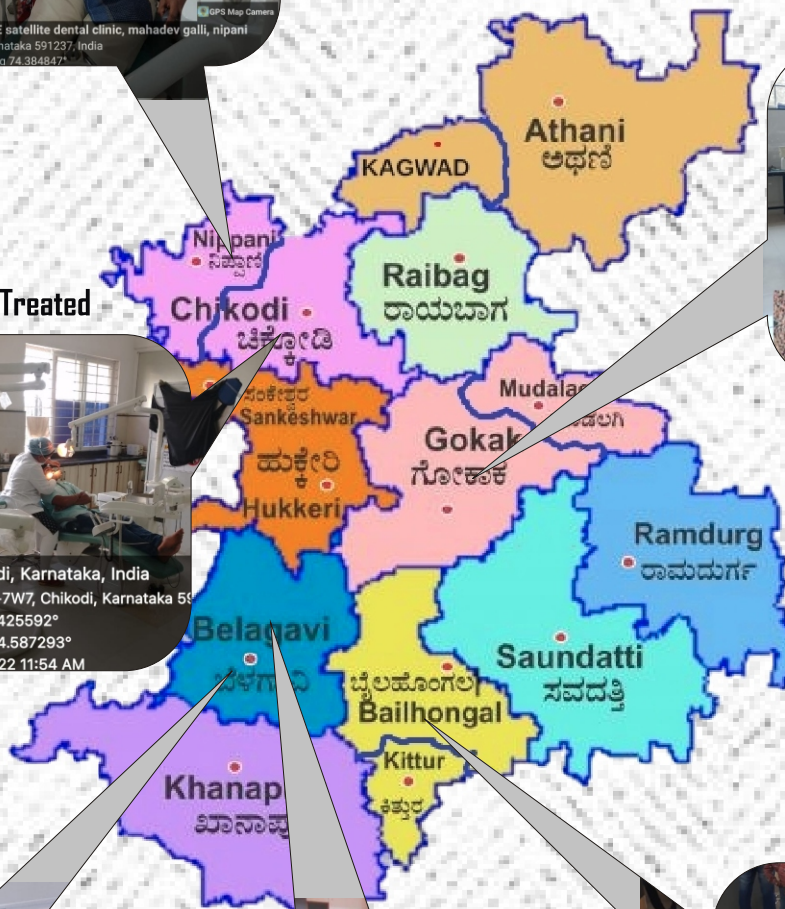 GPS Map Camera
E satellite dental clinic, mahadev galli, nipani
nataka 591237, India
g 74.384847°
Athani
ಅಥಣಿ
KAGWAD
Nippani
ನಿಪ್ಪಾಣಿ
Raibag
ರಾಯಬಾಗ
Chikodi
ಚಿಕ್ಕೋಡಿ
Treated
ಸಂಕೇಶ್ವರ
Sankeshwar
Mudalag
ಡಲಗಿ
Gokak
ಗೋಕಾಕ
ಹುಕ್ಕೇರಿ
Hukkeri
Ramdurg
ರಾಮದುರ್ಗ
di, Karnataka, India
-7W7, Chikodi, Karnataka 59
425592°
4.587293°
22 11:54 AM
Belagavi
ಬೆಳಗಾವಿ
Saundatti
ಸವದತ್ತಿ
ಬೈಲಹೊಂಗಲ
Bailhongal
Kittur
ಕಿತ್ತುರ
Khanap
ಖಾನಾಪು